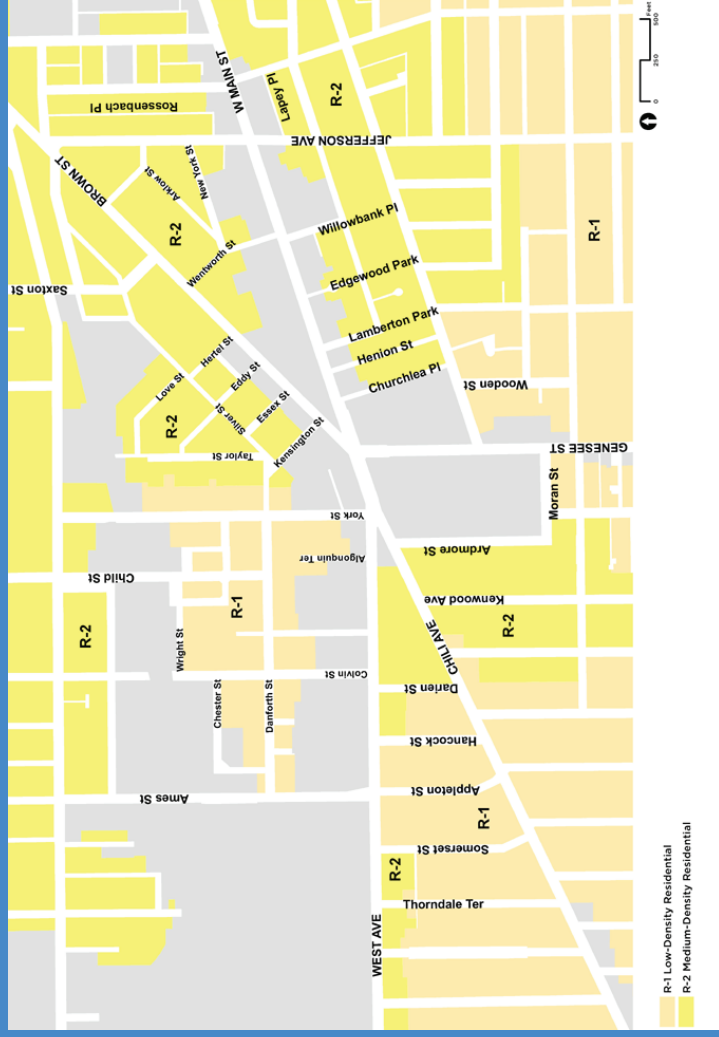 W MAIN ST
Lapey Pl
R-2
Rossenbach Pl
JEFFERSON AVE
BROWN ST
Arklow St
New York St
R-2
Wentworth St
Willowbank Pl
R-1
Saxton St
Edgewood Park
Lamberton Park
Henion St
Churchlea Pl
Wooden St
Love St
Hertel St
Eddy St
Essex St
Silver St
R-2
Kensington St
Taylor St
GENESEE ST
Moran St
York St
Algonquin Ter
Ardmore St
Child St
R-1
Kenwood Ave
R-2
R-2
Wright St
CHILI AVE
Colvin St
Chester St
Danforth St
Darien St
Hancock St
Ames St
Appleton St
R-1
Somerset St
R-2
Thorndale Ter
WEST AVE
R-1 Low-Density Residential
R-2 Medium-Density Residential
0
250
500
Feet